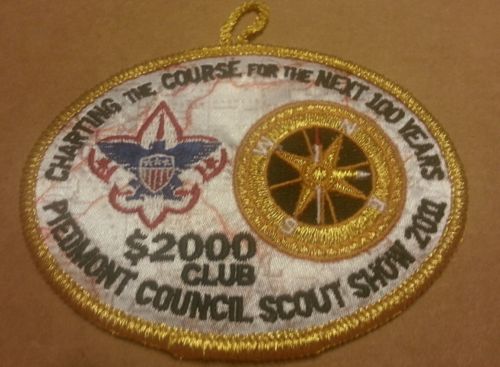 CHARTING THE COURSE FOR THE NEXT 100 YEARS
N
E
S
W
$2000
CLUB
PIEDMONT COUNCIL SCOUT SHOW 2011